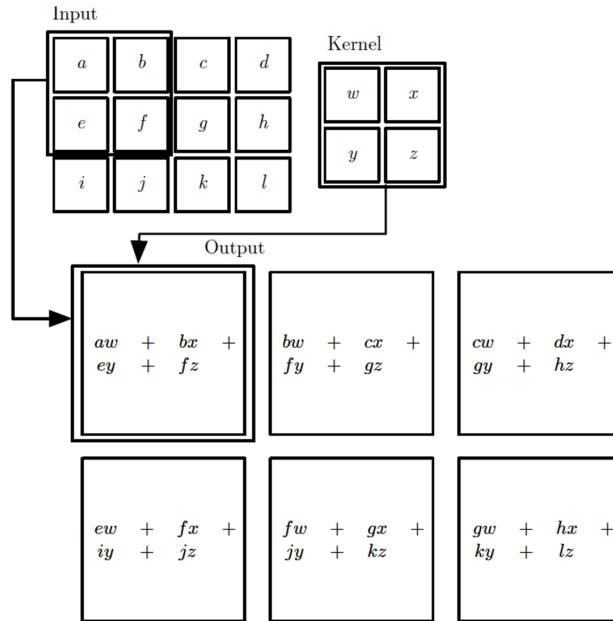 Input
a b c d
e f g h
i j k l
Kernel
w x
y z
Output
aw + bx +
ey + fz
bw + cx +
fy + gz
cw + dx +
gy + hz
ew + fx +
iy + jz
fw + gx +
jy + kz
gw + hx +
ky + lz